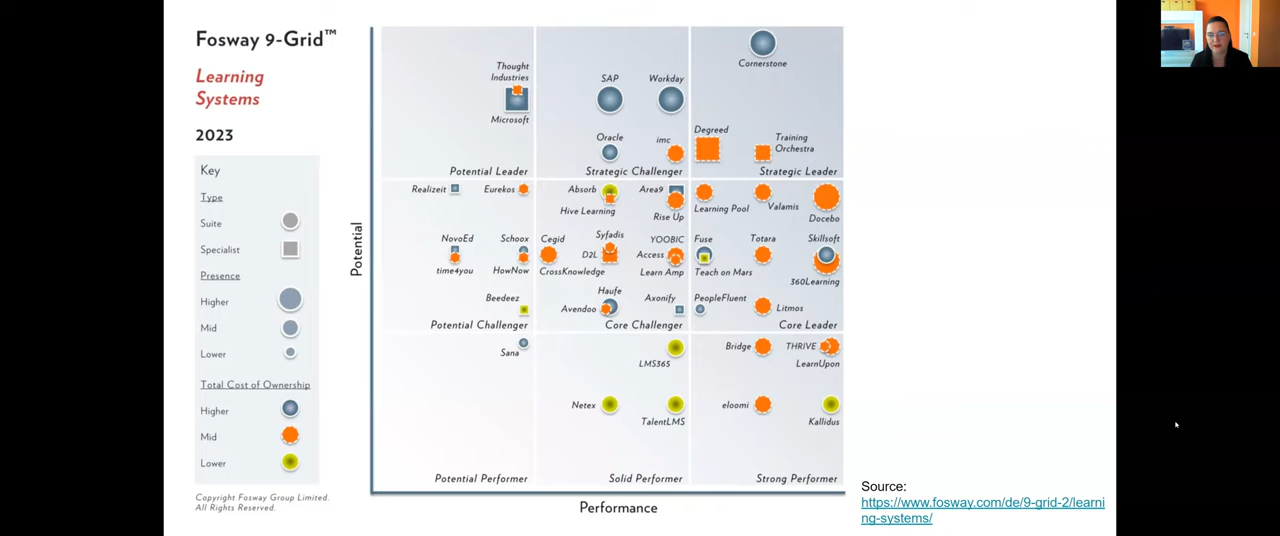 Fosway 9-Grid™
Learning
Systems
2023
Key
Type
Suite
Specialist
Presence
Higher
Mid
Lower
Total Cost of Ownership
Higher
Mid
Lower
Copyright Fosway Group Limited.
All Rights Reserved.
Potential
Performance
Thought
Industries
Microsoft
Potential Leader
SAP
Workday
Oracle
imc
Strategic Challenger
Cornerstone
Degreed
Training
Orchestra
Strategic Leader
Realizeit
Eurekos
NovoEd
Schoox
time4you
HowNow
Beedeez
Potential Challenger
Absorb
Area9
Hive Learning
Rise Up
Cegid
Syfadis
YOOBIC
D2L
Access
CrossKnowledge
Learn Amp
Haufe
Axonify
Avendoo
Core Challenger
Learning Pool
Valamis
Docebo
Fuse
Totara
Skillsoft
Teach on Mars
360Learning
PeopleFluent
Litmos
Core Leader
Sana
Potential Performer
LMS365
Netex
TalentLMS
Solid Performer
Bridge
THRIVE
LearnUpon
eloomi
Kallidus
Strong Performer
Source:
https://www.fosway.com/de/9-grid-2/learni
ng-systems/